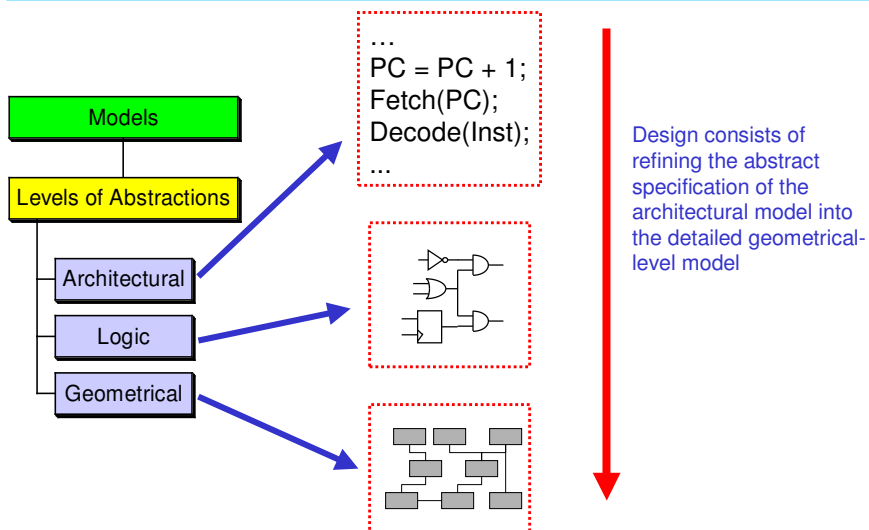 ...
PC = PC + 1;
Fetch(PC);
Decode(Inst);
...
Models
Levels of Abstractions
Architectural
Logic
Geometrical
Design consists of
refining the abstract
specification of the
architectural model into
the detailed geometrical-
level model